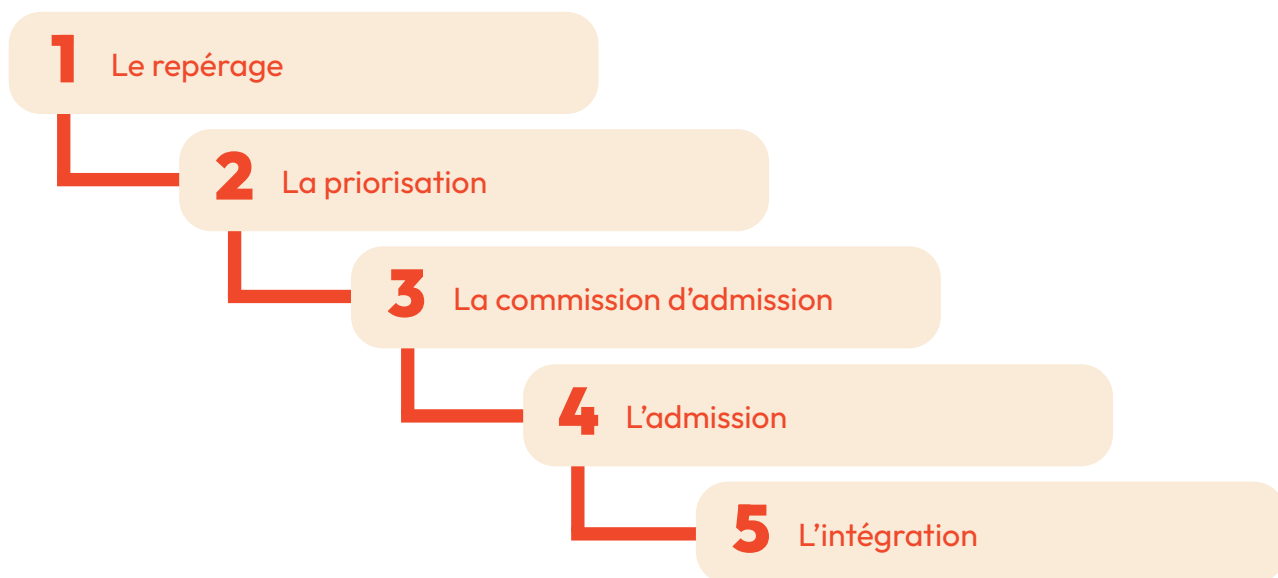 1 Le repérage
2 La priorisation
3 La commission d’admission
4 L’admission
5 L’intégration